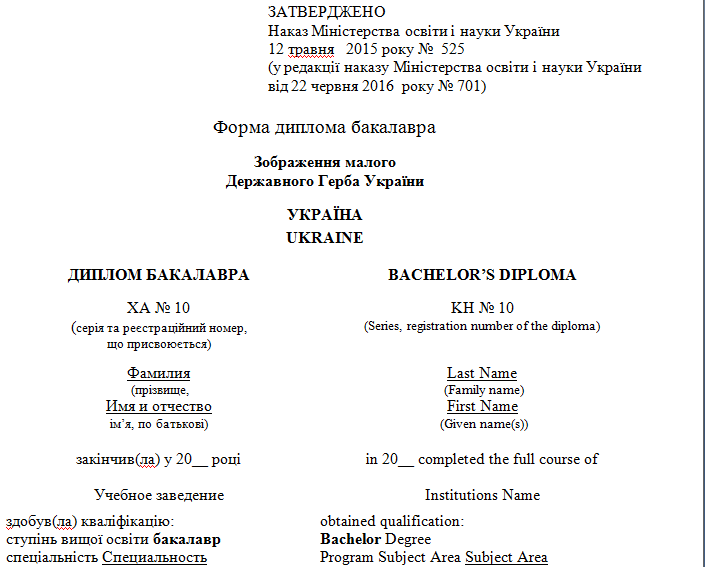 ЗАТВЕРДЖЕНО
Наказ Міністерства освіти і науки України
12 травня 2015 року № 525
(у редакції наказу Міністерства освіти і науки України
від 22 червня 2016 року № 701)
Форма диплома бакалавра
Зображення малого
Державного Герба України
УКРАЇНА
UKRAINE
ДИПЛОМ БАКАЛАВРА
ХА № 10
(серія та реєстраційний номер,
що присвоюється)
Фамилия
(прізвище,
Имя и отчество
ім’я, по батькові)
закінчив(ла) у 20__ році
Учебное заведение
здобув(ла) кваліфікацію:
ступінь вищої освіти бакалавр
спеціальність Специальность
BACHELOR’S DIPLOMA
KH № 10
(Series, registration number of the diploma)
Last Name
(Family name)
First Name
(Given name(s))
in 20__ completed the full course of
Institutions Name
obtained qualification:
Bachelor Degree
Program Subject Area Subject Area